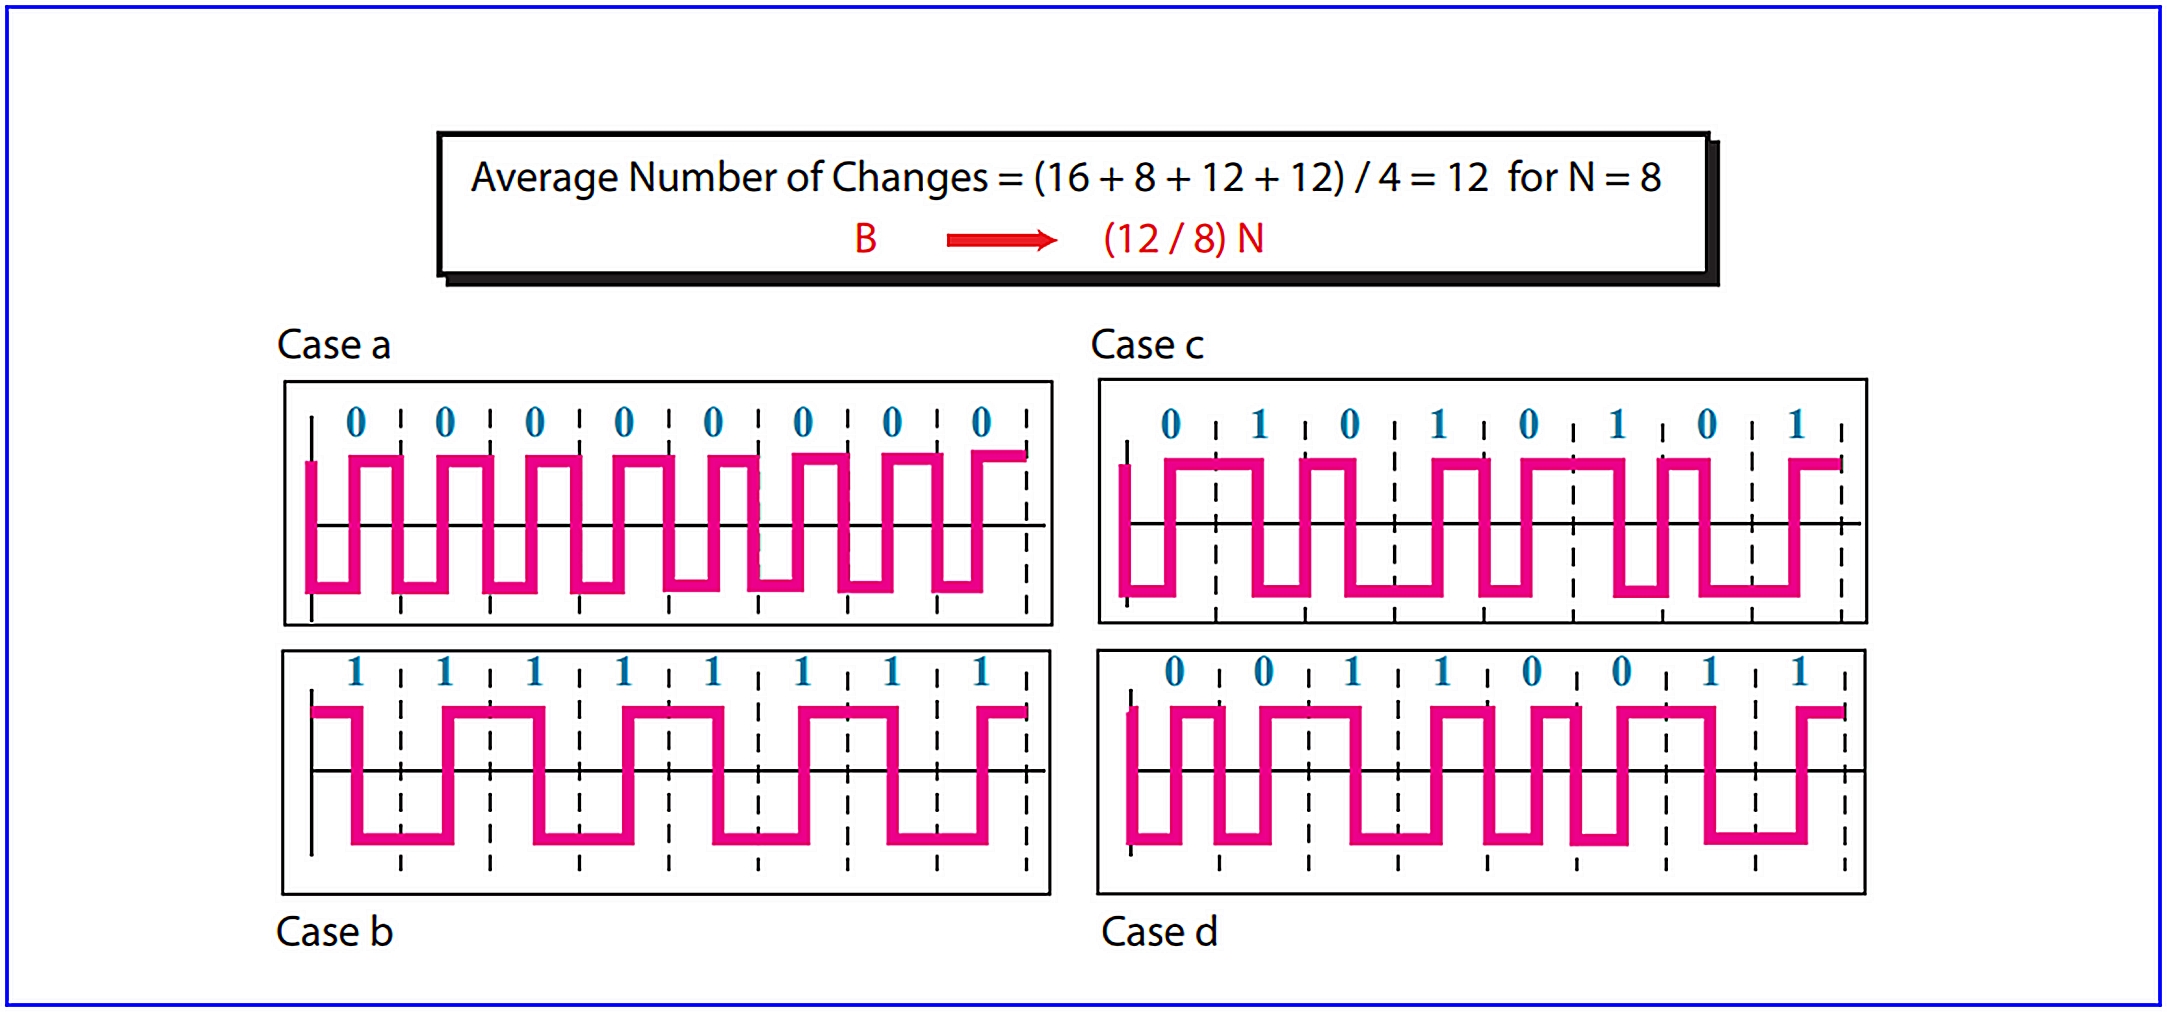 Average Number of Changes = (16 + 8 + 12 + 12) / 4 = 12 for N = 8
B (12 / 8) N
Case a
0 0 0 0 0 0 0 0
1 1 1 1 1 1 1 1
Case b
Case c
0 1 0 1 0 1 0 1
0 0 1 1 0 0 1 1
Case d